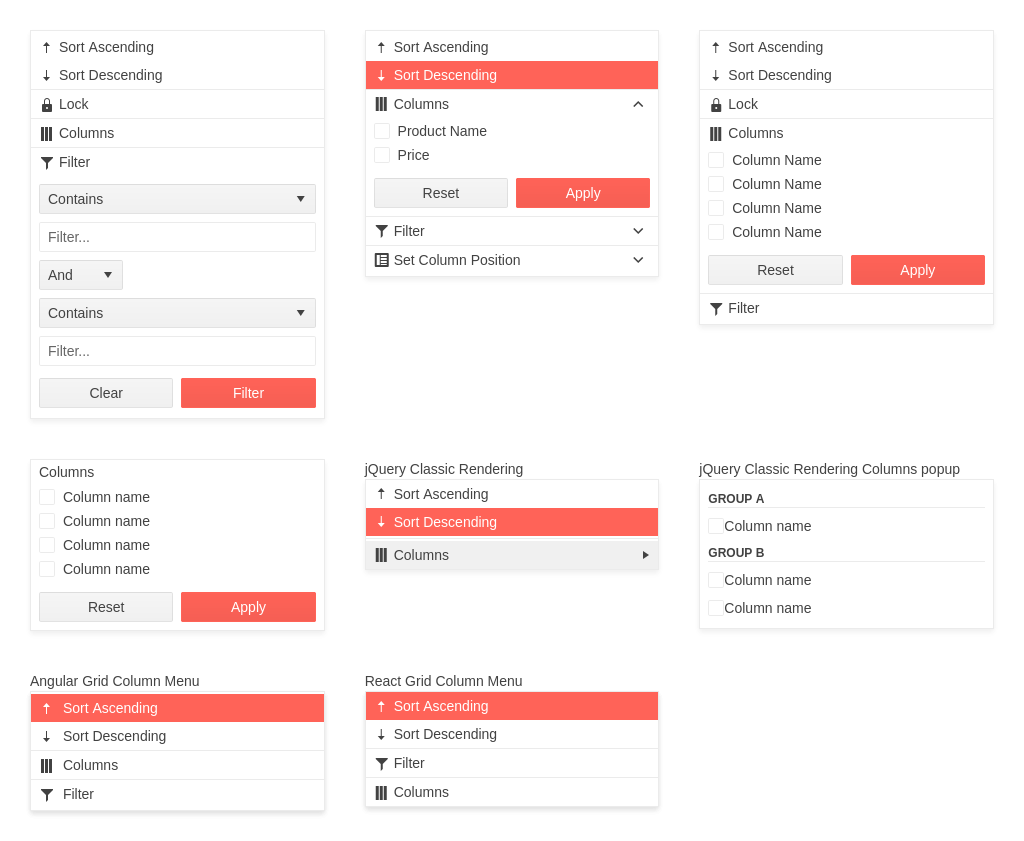 Sort Ascending
Sort Descending
Lock
Columns
Filter
Contains
Filter...
And
Contains
Filter...
Clear
Filter
Sort Ascending
Sort Descending
Columns
Product Name
Price
Reset
Apply
Filter
Set Column Position
Sort Ascending
Sort Descending
Lock
Columns
Column Name
Column Name
Column Name
Column Name
Reset
Apply
Filter
Columns
Column name
Column name
Column name
Column name
Reset
Apply
jQuery Classic Rendering
Sort Ascending
Sort Descending
Columns
jQuery Classic Rendering Columns popup
GROUP A
Column name
GROUP B
Column name
Column name
Angular Grid Column Menu
Sort Ascending
Sort Descending
Columns
Filter
React Grid Column Menu
Sort Ascending
Sort Descending
Filter
Columns